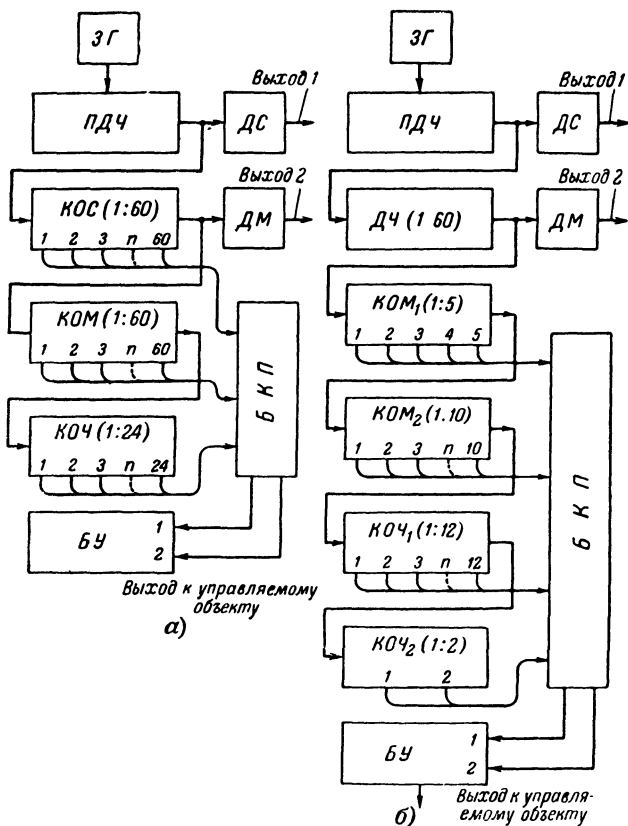 ЗГ
ПДЧ
ДС
Выход 1
КОС (1:60)
1 2 3 п 60
ДМ
Выход 2
КОМ (1:60)
1 2 3 п 60
КОЧ (1:24)
1 2 3 п 24
БКП
БУ
1
2
Выход к управляемому
объекту
а)
ЗГ
ПДЧ
ДС
Выход 1
ДЧ (1 60)
ДМ
Выход 2
КОМ₁ (1:5)
1 2 3 4 5
КОМ₂ (1.10)
1 2 3 п 10
КОЧ₁ (1:12)
1 2 3 п 12
КОЧ₂ (1:2)
1 2
БКП
БУ
1
2
Выход к управля-
емому объекту
б)